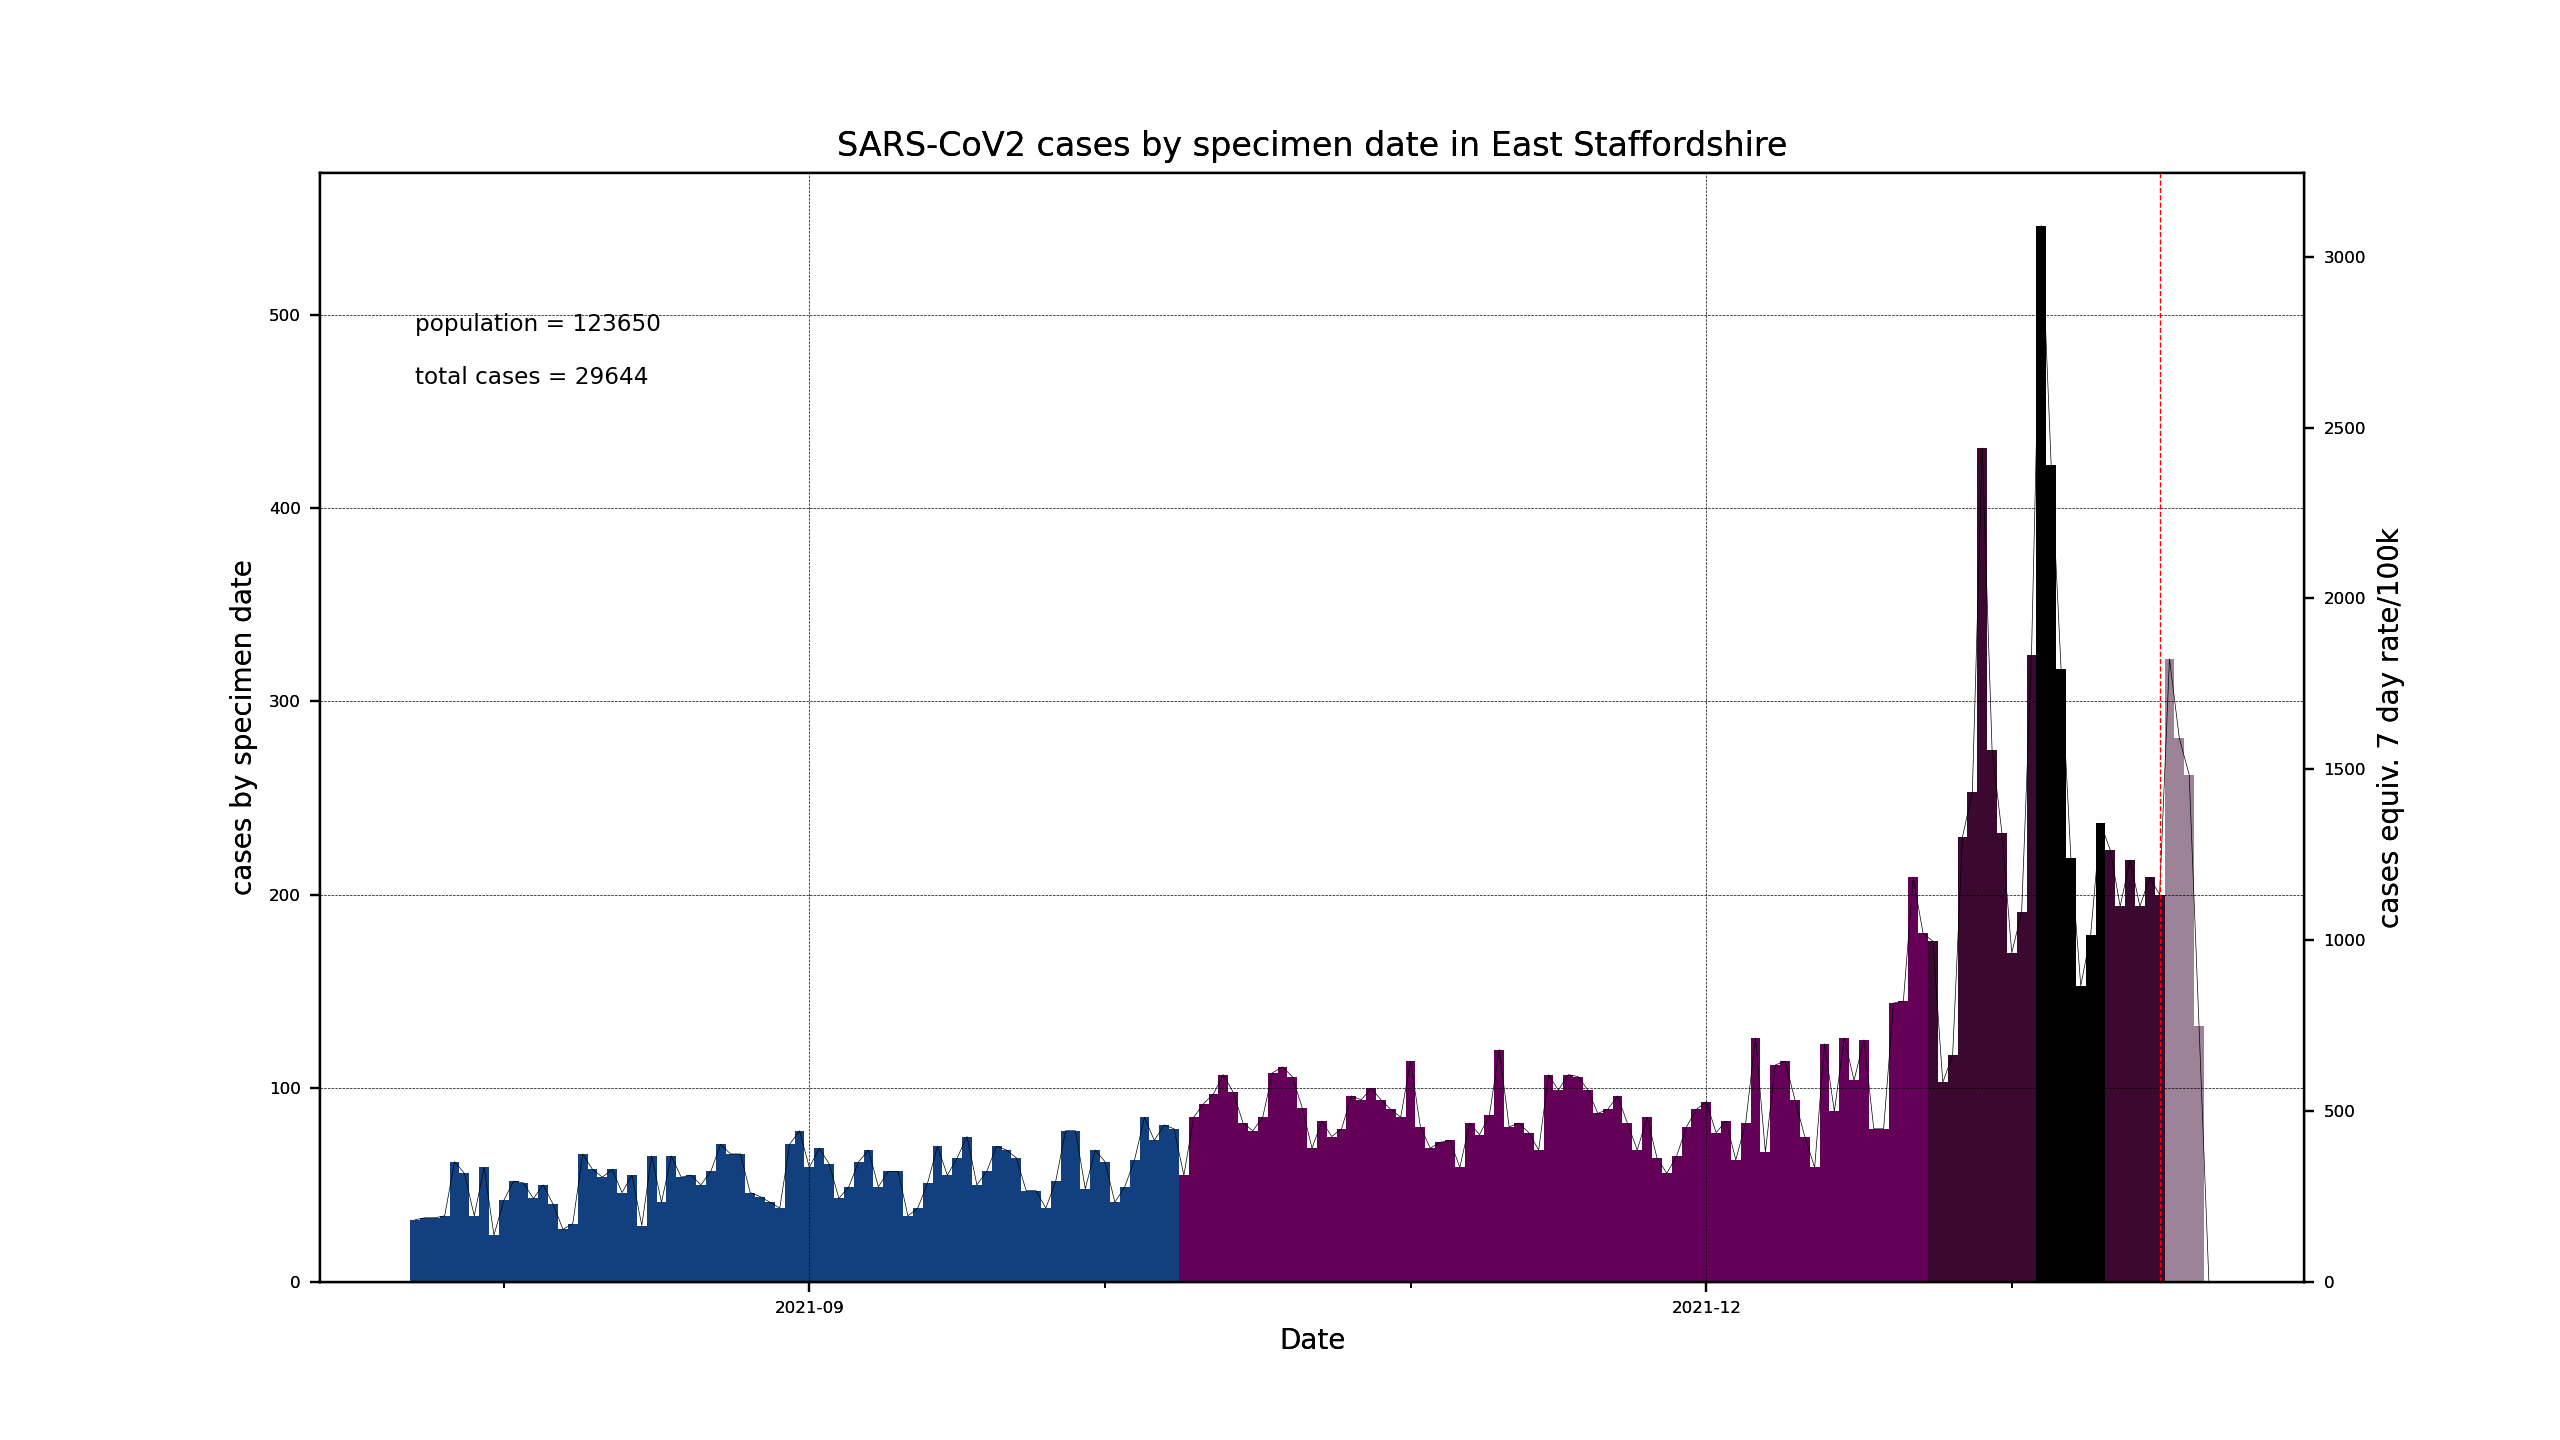 SARS-CoV2 cases by specimen date in East Staffordshire
population = 123650
total cases = 29644
cases by specimen date
500
400
300
200
100
0
3000
2500
2000
1500
1000
500
0
cases equiv. 7 day rate/100k
2021-09
2021-12
Date